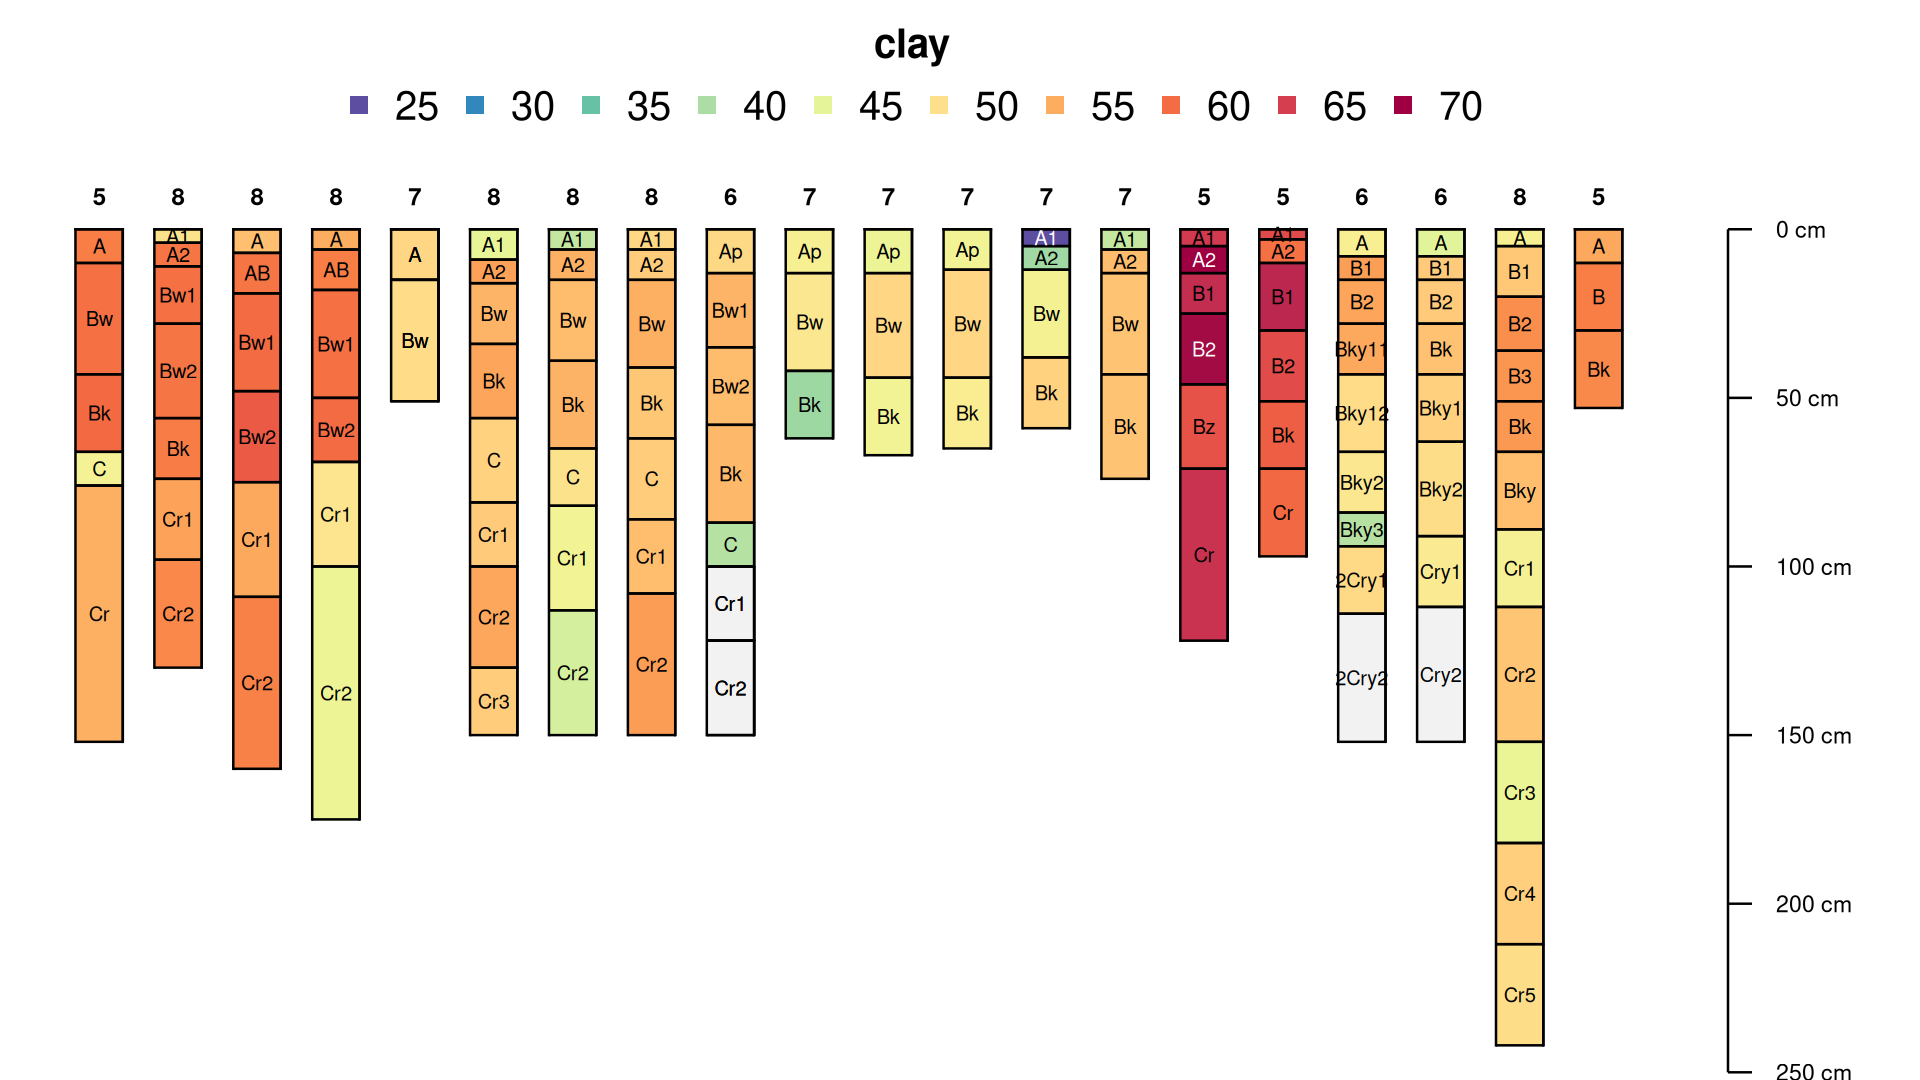 clay
25 30 35 40 45 50 55 60 65 70
5 8 8 8 7 8 8 8 6 7 7 7 7 7 5 5 6 6 8 5
A Bw Bk C Cr
A1 A2 Bw1 Bw2 Bk Cr1 Cr2
A AB Bw1 Bw2 Cr1 Cr2
A AB Bw1 Bw2 Cr1 Cr2
A Bw
A1 A2 Bw Bk C Cr1 Cr2 Cr3
A1 A2 Bw Bk C Cr1 Cr2
A1 A2 Bw Bk C Cr1 Cr2
Ap Bw1 Bw2 Bk C Cr1 Cr2
Ap Bw Bk
Ap Bw Bk
Ap Bw Bk
A1 A2 Bw Bk
A1 A2 Bw Bk
A1 A2 B1 B2 Bz Cr
A1 A2 B1 B2 Bk Cr
A B1 B2 Bky11 Bky12 Bky2 Bky3 2Cry1 2Cry2
A B1 B2 Bk Bky1 Bky2 Cry1 Cry2
A B1 B2 B3 Bk Bky Cr1 Cr2 Cr3 Cr4 Cr5
A B Bk
0 cm
50 cm
100 cm
150 cm
200 cm
250 cm